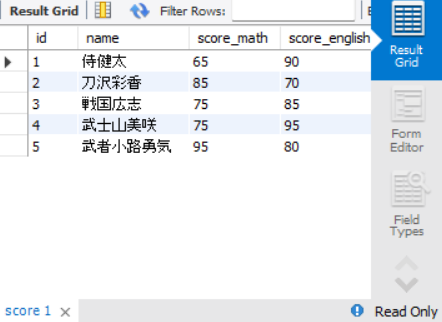 Result Grid Filter Rows:
id name score_math score_english
1 侍健太 65 90
2 刀沢彩香 85 70
3 戦国広志 75 85
4 武士山美咲 75 95
5 武者小路勇気 95 80
Result
Grid
Form
Editor
Field
Types
score 1 × Read Only